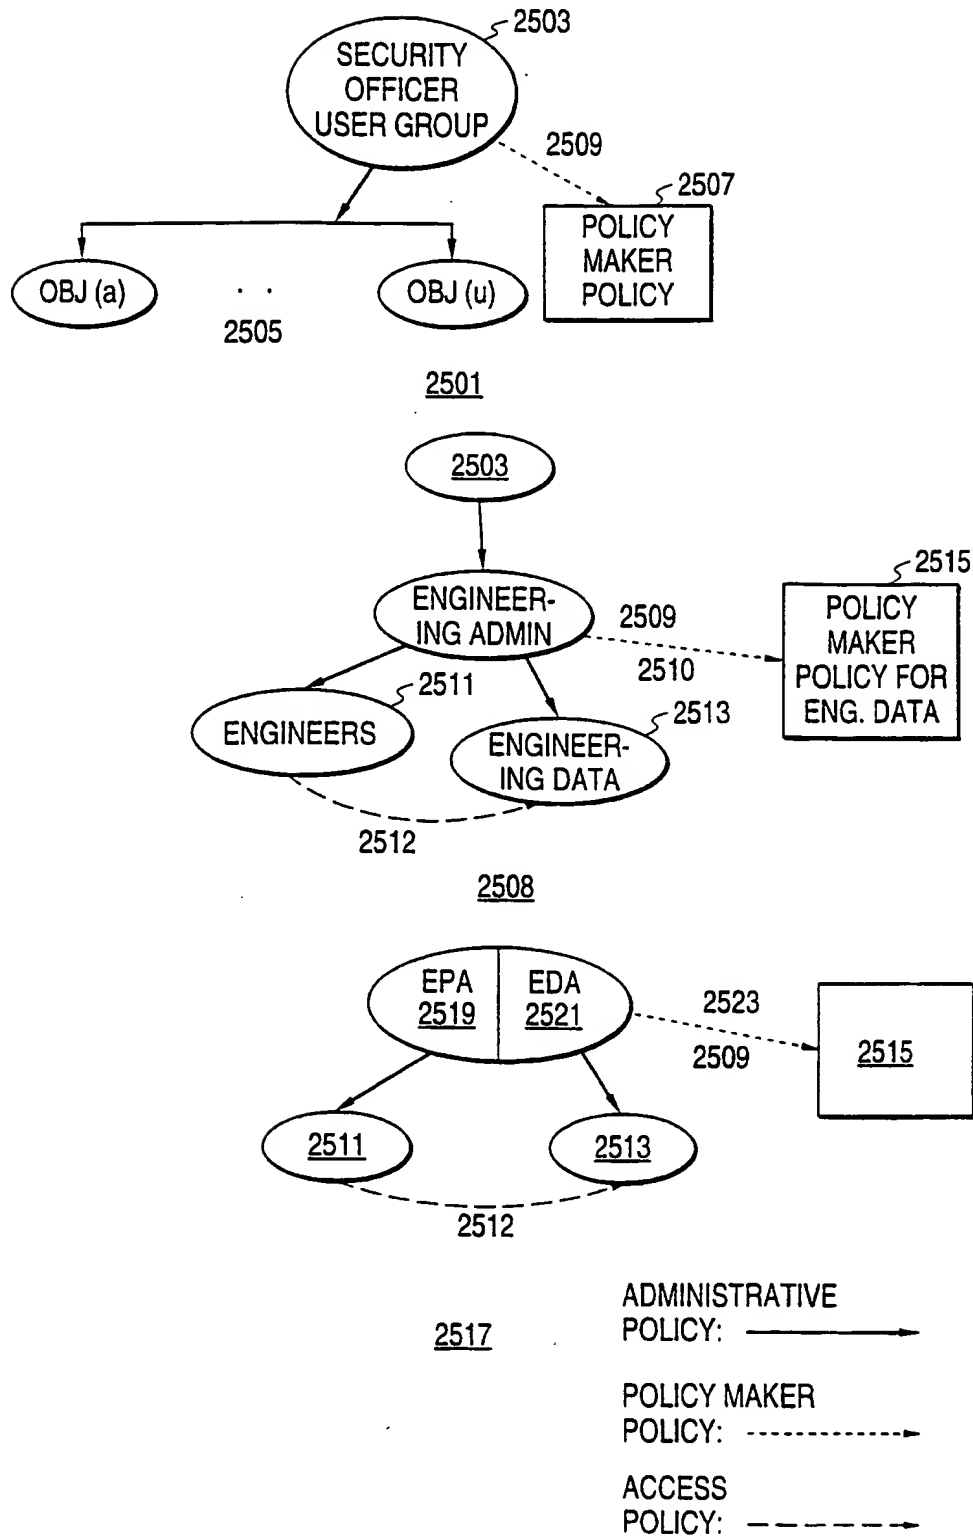 2503
SECURITY
OFFICER
USER GROUP
2509
2507
POLICY
MAKER
POLICY
OBJ (a)
. .
OBJ (u)
2505
2501
2503
2515
ENGINEER-
ING ADMIN
2509
2510
POLICY
MAKER
POLICY FOR
ENG. DATA
2511
2513
ENGINEERS
ENGINEER-
ING DATA
2512
2508
EPA
2519
EDA
2521
2523
2509
2515
2511
2513
2512
2517
ADMINISTRATIVE
POLICY:
POLICY MAKER
POLICY:
ACCESS
POLICY: